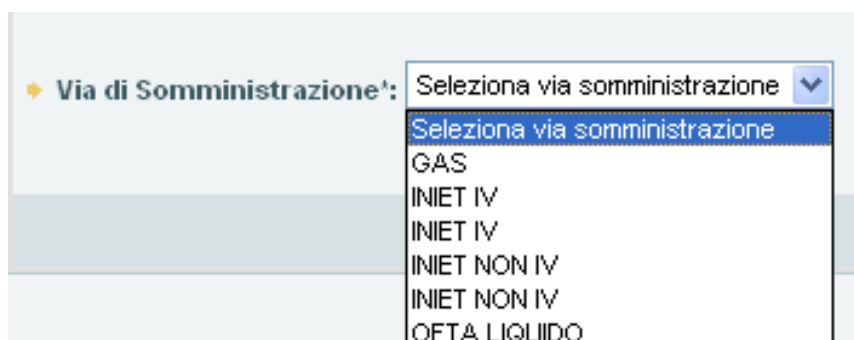 Via di Somministrazione*: Seleziona via somministrazione
Seleziona via somministrazione
GAS
INIET IV
INIET IV
INIET NON IV
INIET NON IV
OFTA LIQUIDO